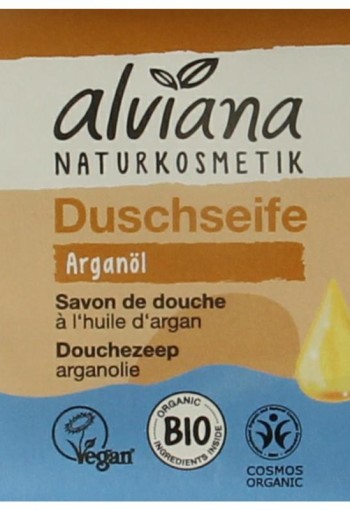 alviana
NATURKOSMETIK
Duschseife
Arganöl
Savon de douche
à l'huile d'argan
Douchezeep
arganolie
Vegan
ORGANIC
BIO
INGREDIENTS INSIDE
COSMOS
ORGANIC